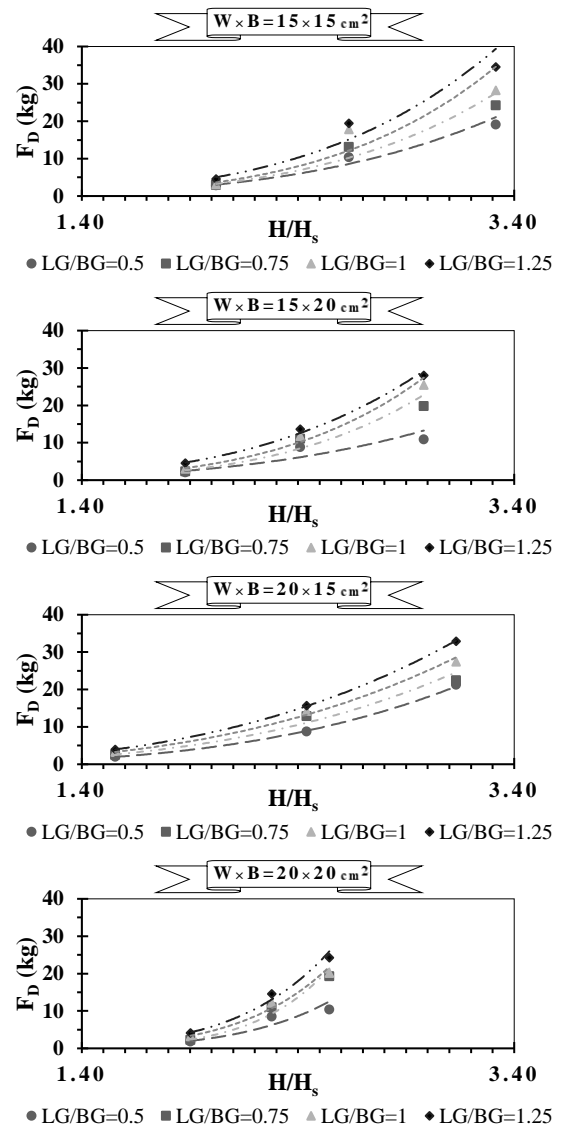 W × B = 15 × 15 cm²
40
30
20
10
0
F_D (kg)
1.40
3.40
H/H_s
LG/BG=0.5 LG/BG=0.75 LG/BG=1 LG/BG=1.25
W × B = 15 × 20 cm²
40
30
20
10
0
F_D (kg)
1.40
3.40
H/H_s
LG/BG=0.5 LG/BG=0.75 LG/BG=1 LG/BG=1.25
W × B = 20 × 15 cm²
40
30
20
10
0
F_D (kg)
1.40
3.40
H/H_s
LG/BG=0.5 LG/BG=0.75 LG/BG=1 LG/BG=1.25
W × B = 20 × 20 cm²
40
30
20
10
0
F_D (kg)
1.40
3.40
H/H_s
LG/BG=0.5 LG/BG=0.75 LG/BG=1 LG/BG=1.25